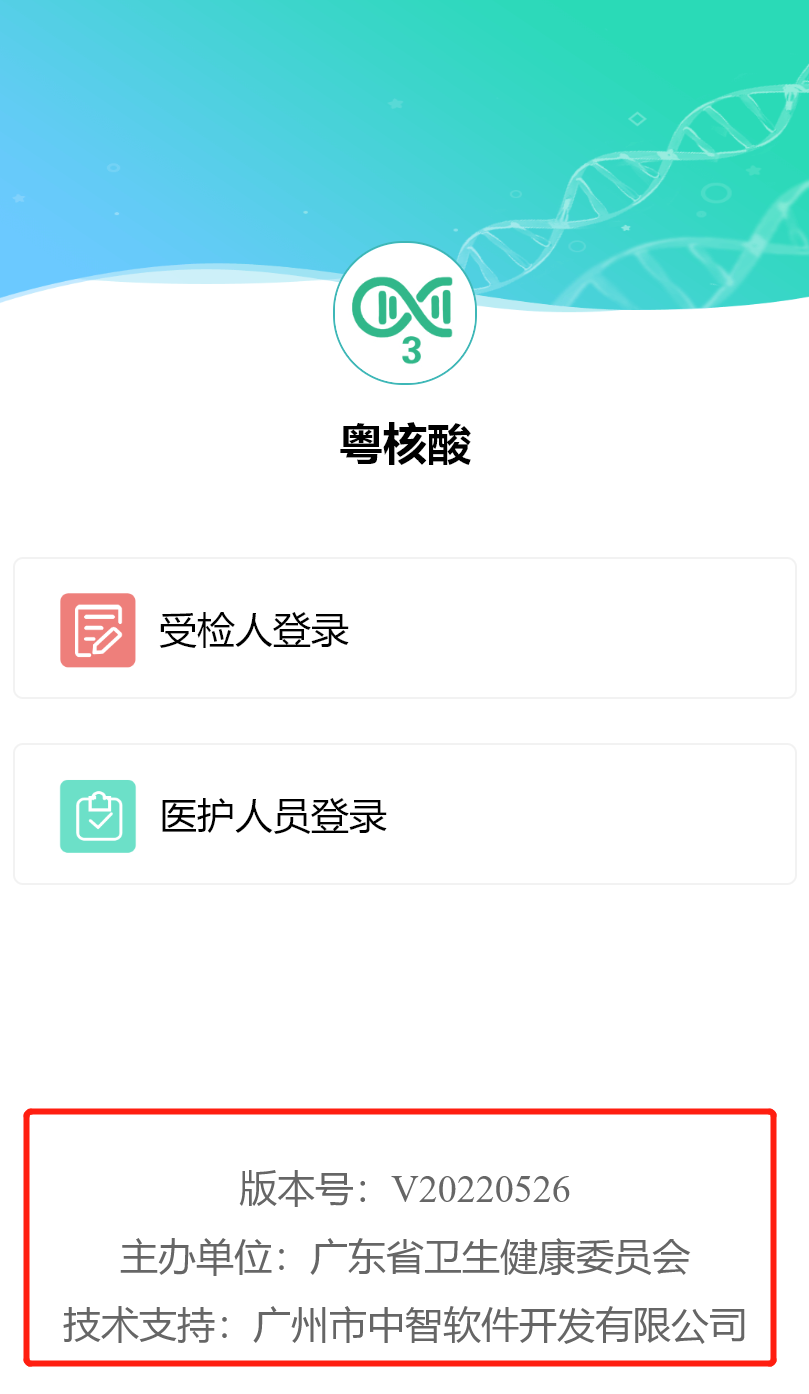 3
粤核酸
受检人登录
医护人员登录
版本号：V20220526
主办单位：广东省卫生健康委员会
技术支持：广州市中智软件开发有限公司